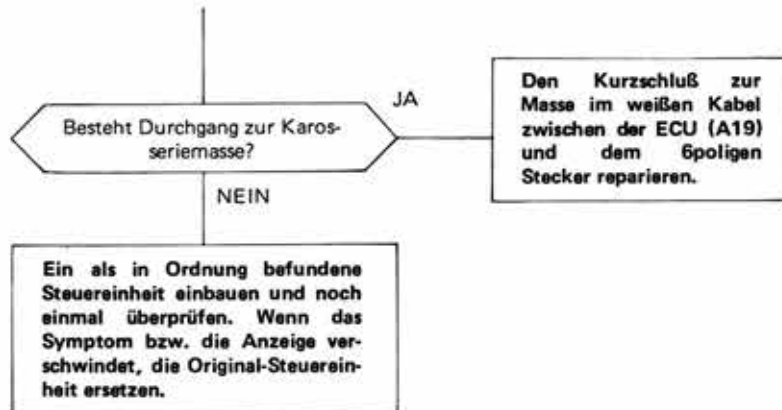 Besteht Durchgang zur Karos-
seriemasse?
JA
Den Kurzschluß zur
Masse im weißen Kabel
zwischen der ECU (A19)
und dem 6poligen
Stecker reparieren.
NEIN
Ein als in Ordnung befundene
Steuereinheit einbauen und noch
einmal überprüfen. Wenn das
Symptom bzw. die Anzeige ver-
schwindet, die Original-Steuerein-
heit ersetzen.